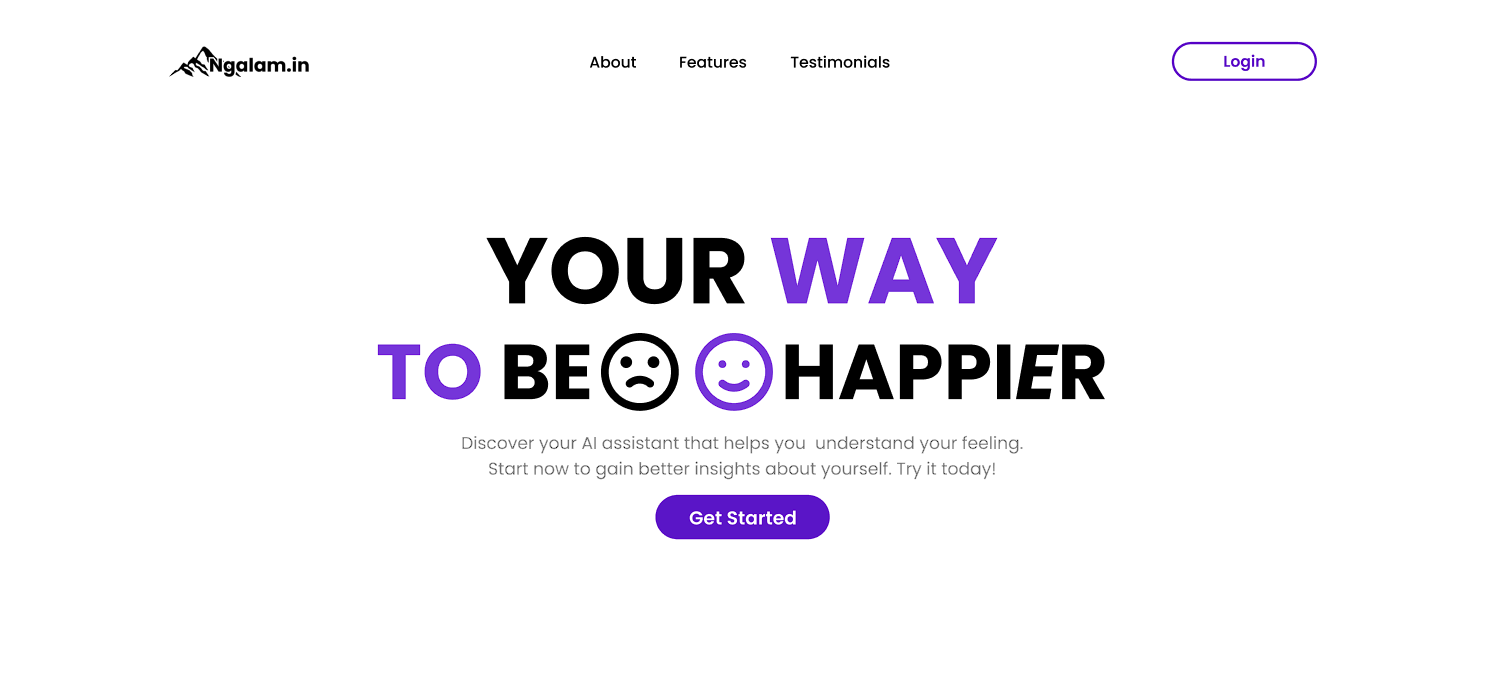 Ngalam.in
About
Features
Testimonials
Login
YOUR WAY
TO BE HAPPIER
Discover your AI assistant that helps you  understand your feeling.
Start now to gain better insights about yourself. Try it today!
Get Started